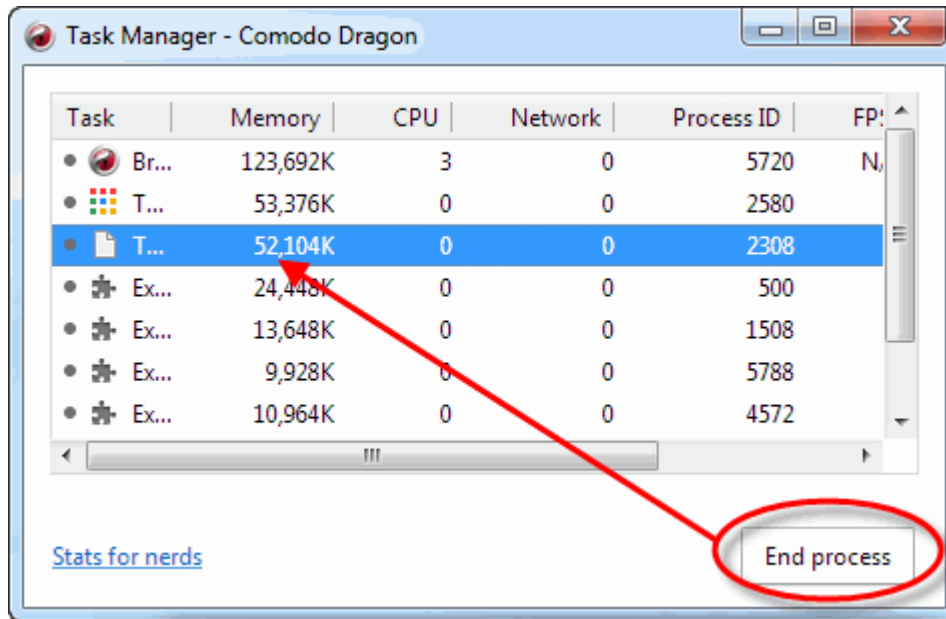 Task Manager - Comodo Dragon
Task Memory CPU Network Process ID FPS
Br... 123,692K 3 0 5720 N/
T... 53,376K 0 0 2580
T... 52,104K 0 0 2308
Ex... 24,448K 0 0 500
Ex... 13,648K 0 0 1508
Ex... 9,928K 0 0 5788
Ex... 10,964K 0 0 4572
Stats for nerds
End process